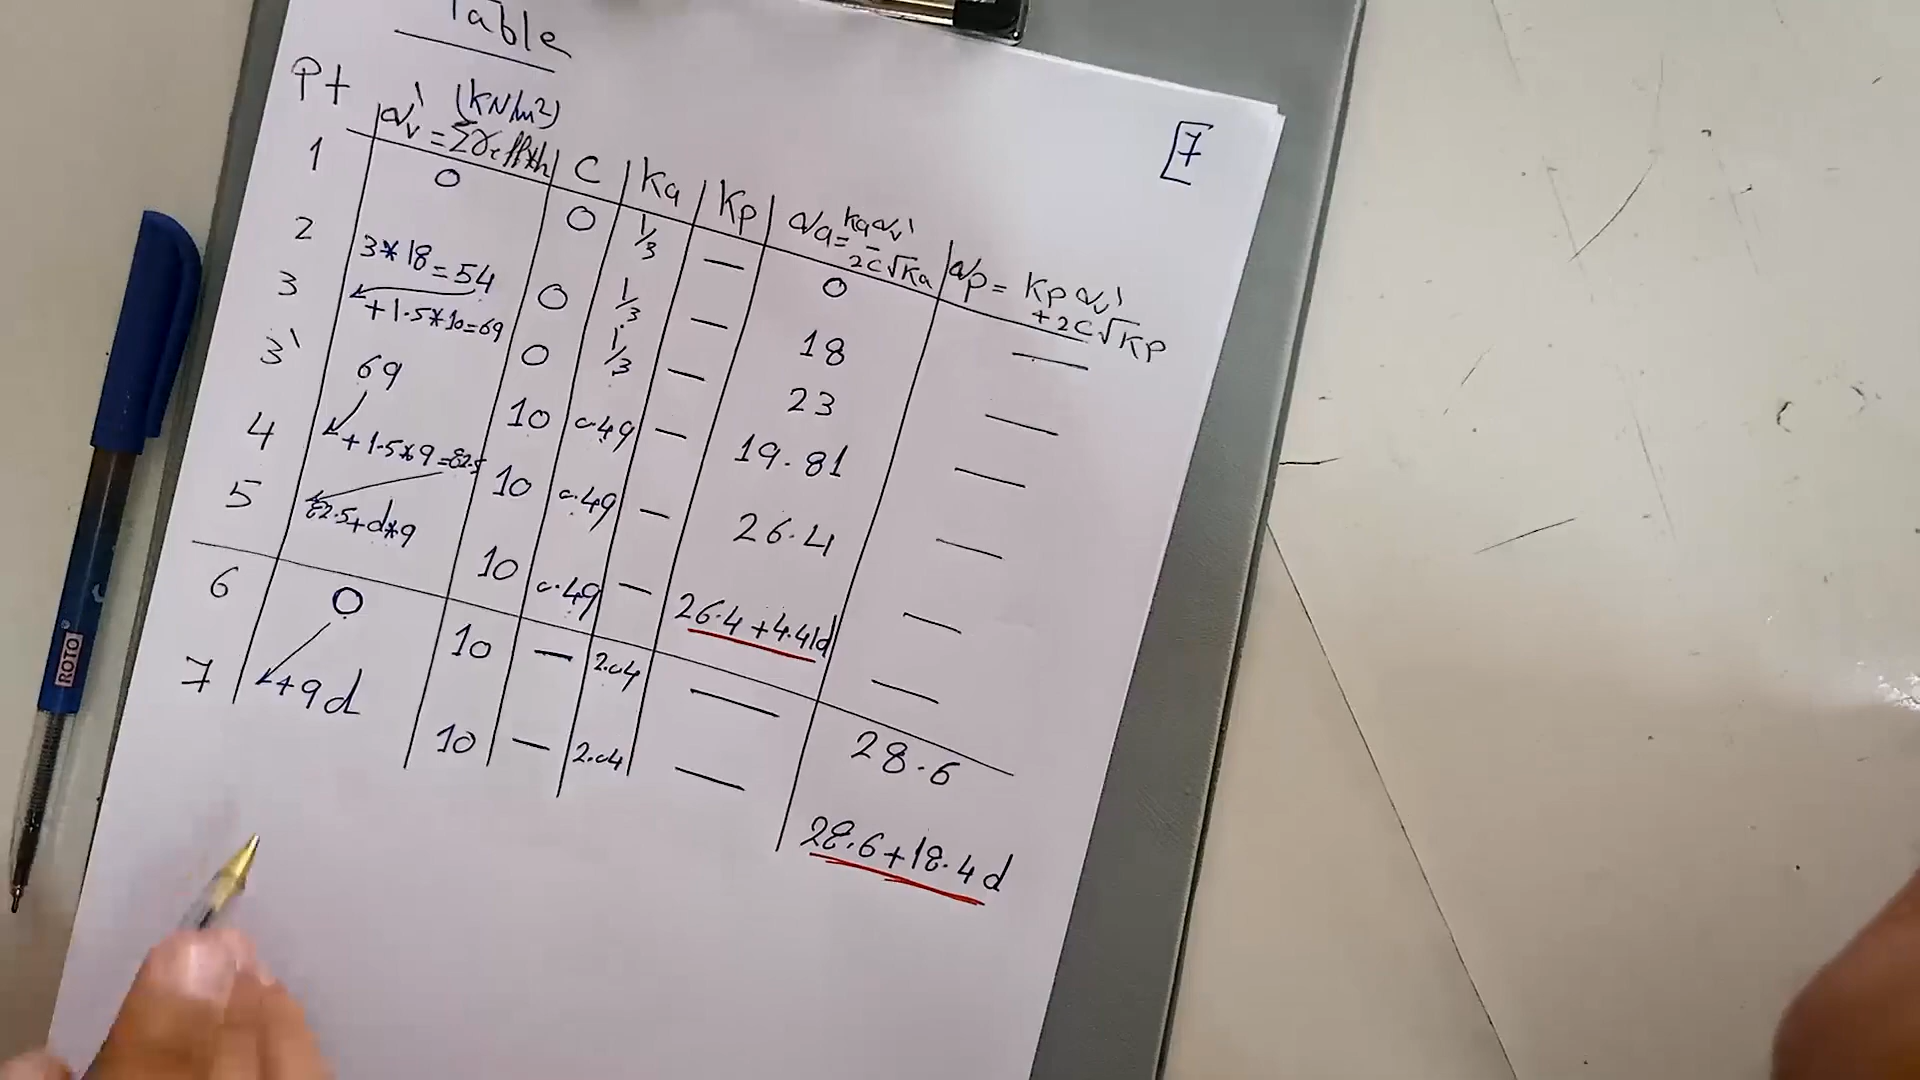 Table
[7
Pt | σv' = Σγeff*h (kN/m2) | C | Ka | Kp | σa = Kaσv' - 2C√Ka | σp = Kpσv' + 2C√Kp
1 | 0 | 0 | 1/3 | — | 0 | —
2 | 3*18=54 | 0 | 1/3 | — | 18 | —
3 | +1.5*10=69 | 0 | 1/3 | — | 23 | —
3' | 69 | 10 | 0.49 | — | 19.81 | —
4 | +1.5*9=82.5 | 10 | 0.49 | — | 26.4 | —
5 | 82.5+d*9 | 10 | 0.49 | — | 26.4+4.41d | —
6 | 0 | 10 | — | 2.04 | — | 28.6
7 | +9d | 10 | — | 2.04 | — | 28.6+18.4d
ROTO